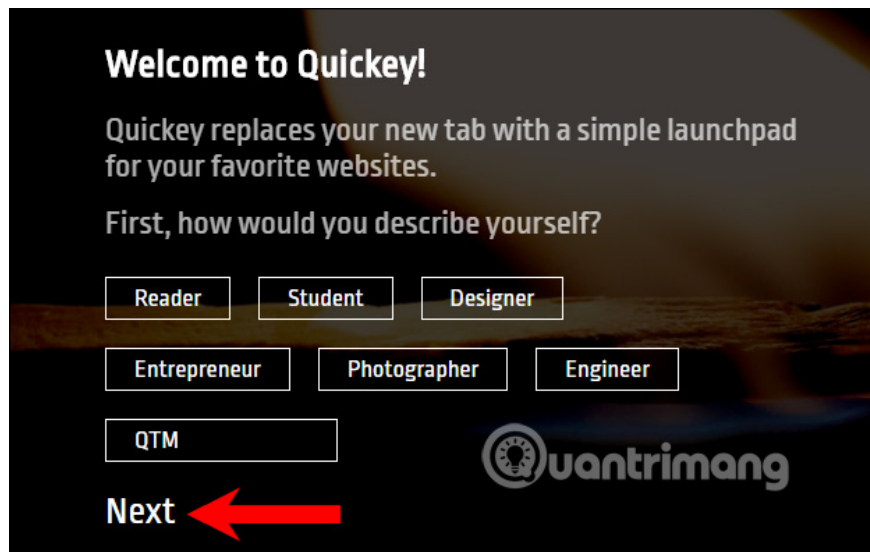 Welcome to Quickey!
Quickey replaces your new tab with a simple launchpad
for your favorite websites.
First, how would you describe yourself?
Reader Student Designer
Entrepreneur Photographer Engineer
QTM
Quantrimang
Next